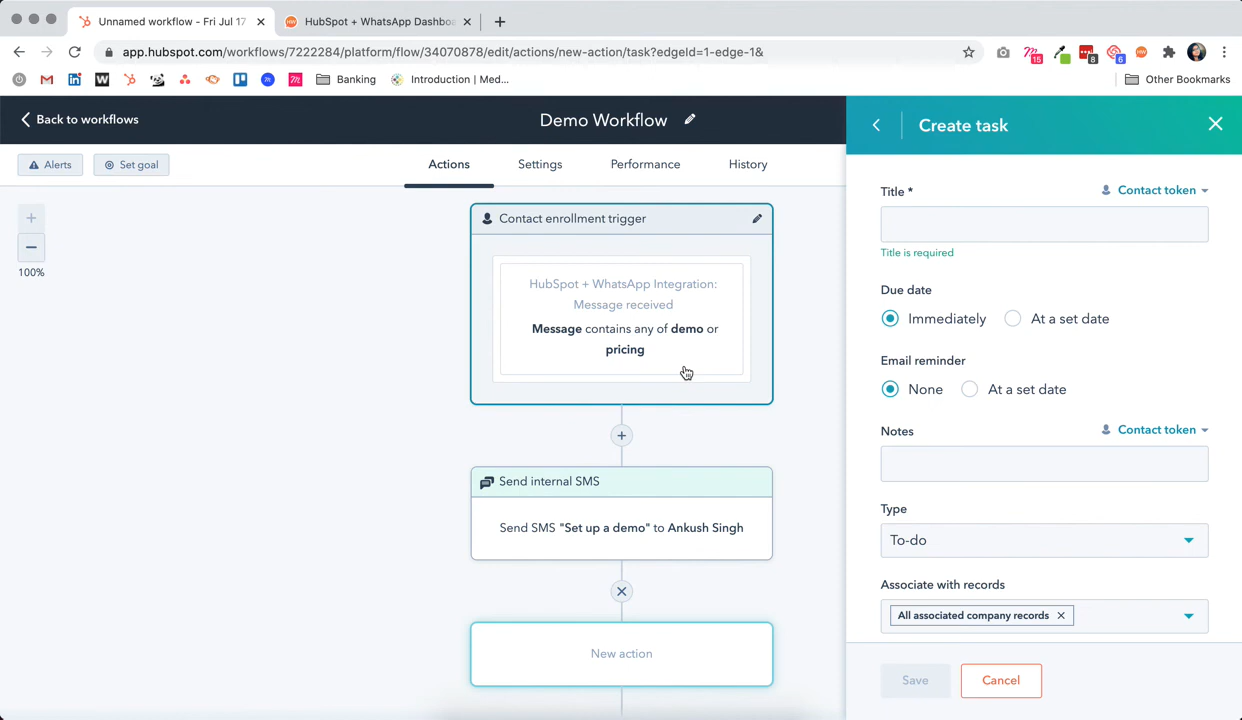 Unnamed workflow - Fri Jul 17
HubSpot + WhatsApp Dashbo
app.hubspot.com/workflows/7222284/platform/flow/34070878/edit/actions/new-action/task?edgeId=1-edge-1&
15
8
6
Banking
Introduction | Med...
Other Bookmarks
Back to workflows
Demo Workflow
Create task
Alerts
Set goal
Actions
Settings
Performance
History
100%
Contact enrollment trigger
HubSpot + WhatsApp Integration:
Message received
Message contains any of demo or
pricing
Send internal SMS
Send SMS "Set up a demo" to Ankush Singh
New action
Title *
Contact token
Title is required
Due date
Immediately
At a set date
Email reminder
None
At a set date
Notes
Contact token
Type
To-do
Associate with records
All associated company records
Save
Cancel